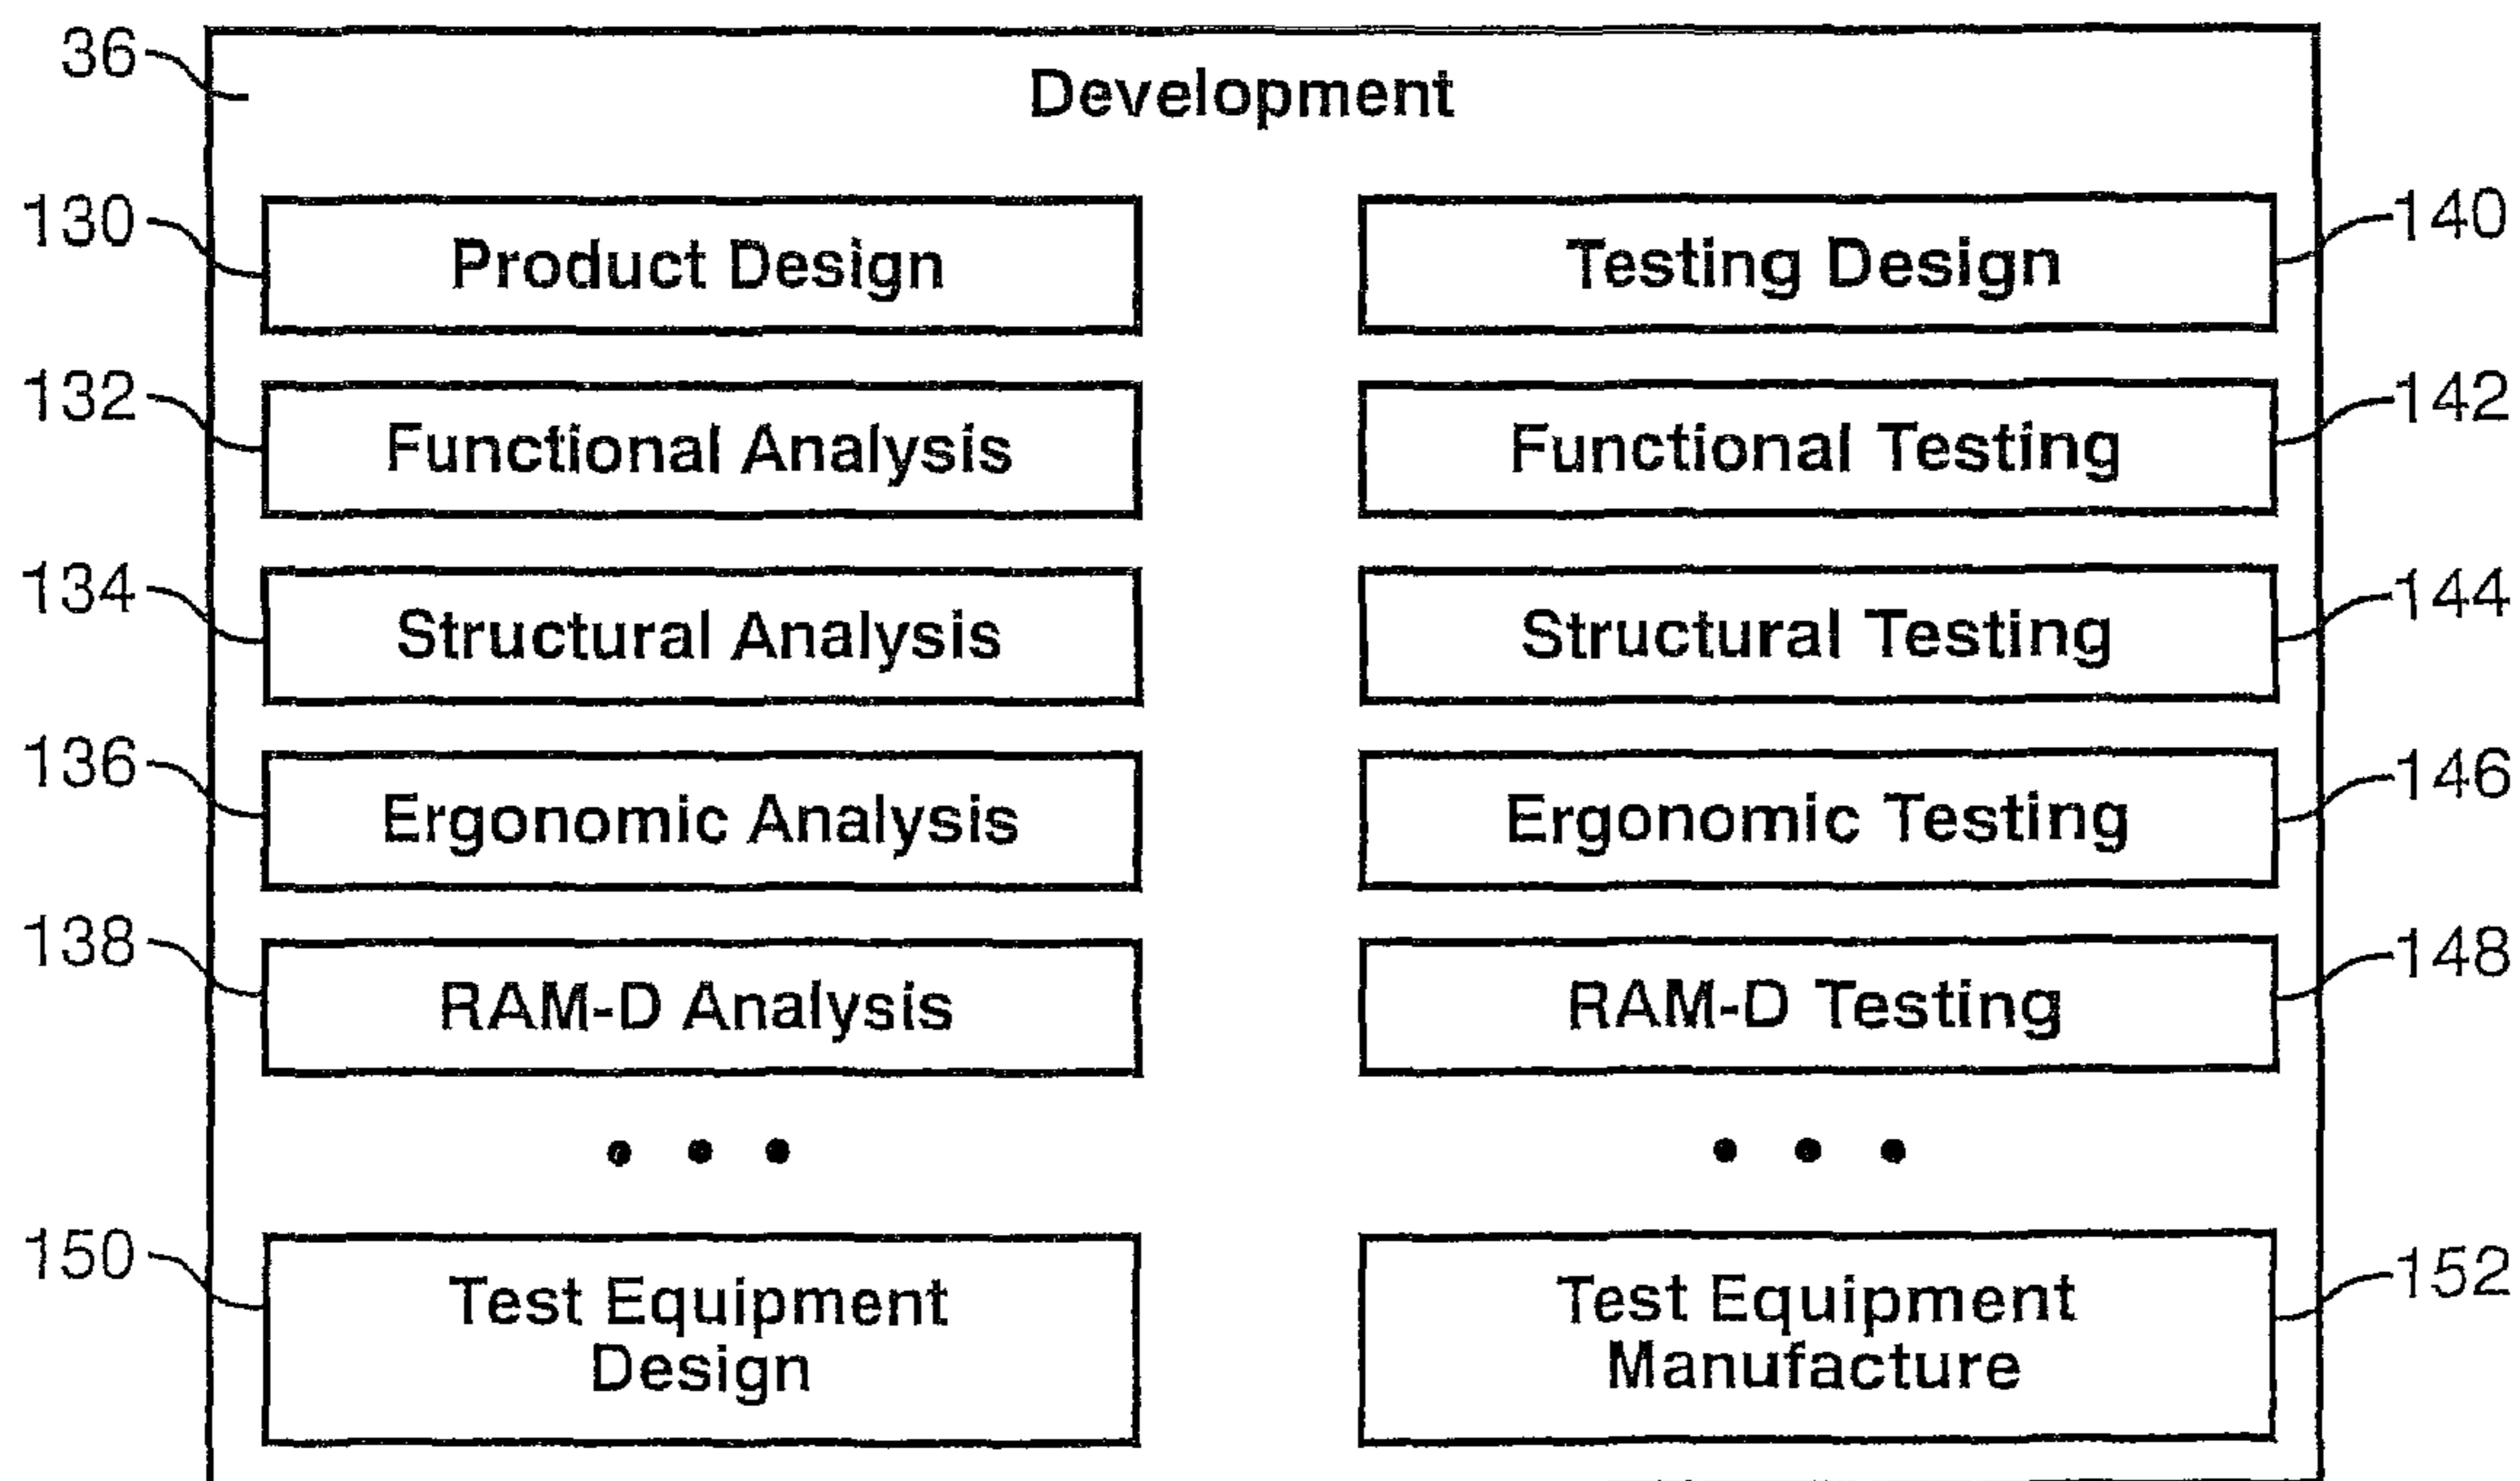 36
Development
130
Product Design
Testing Design
140
132
Functional Analysis
Functional Testing
142
134
Structural Analysis
Structural Testing
144
136
Ergonomic Analysis
Ergonomic Testing
146
138
RAM-D Analysis
RAM-D Testing
148
• • •
• • •
150
Test Equipment
Design
Test Equipment
Manufacture
152